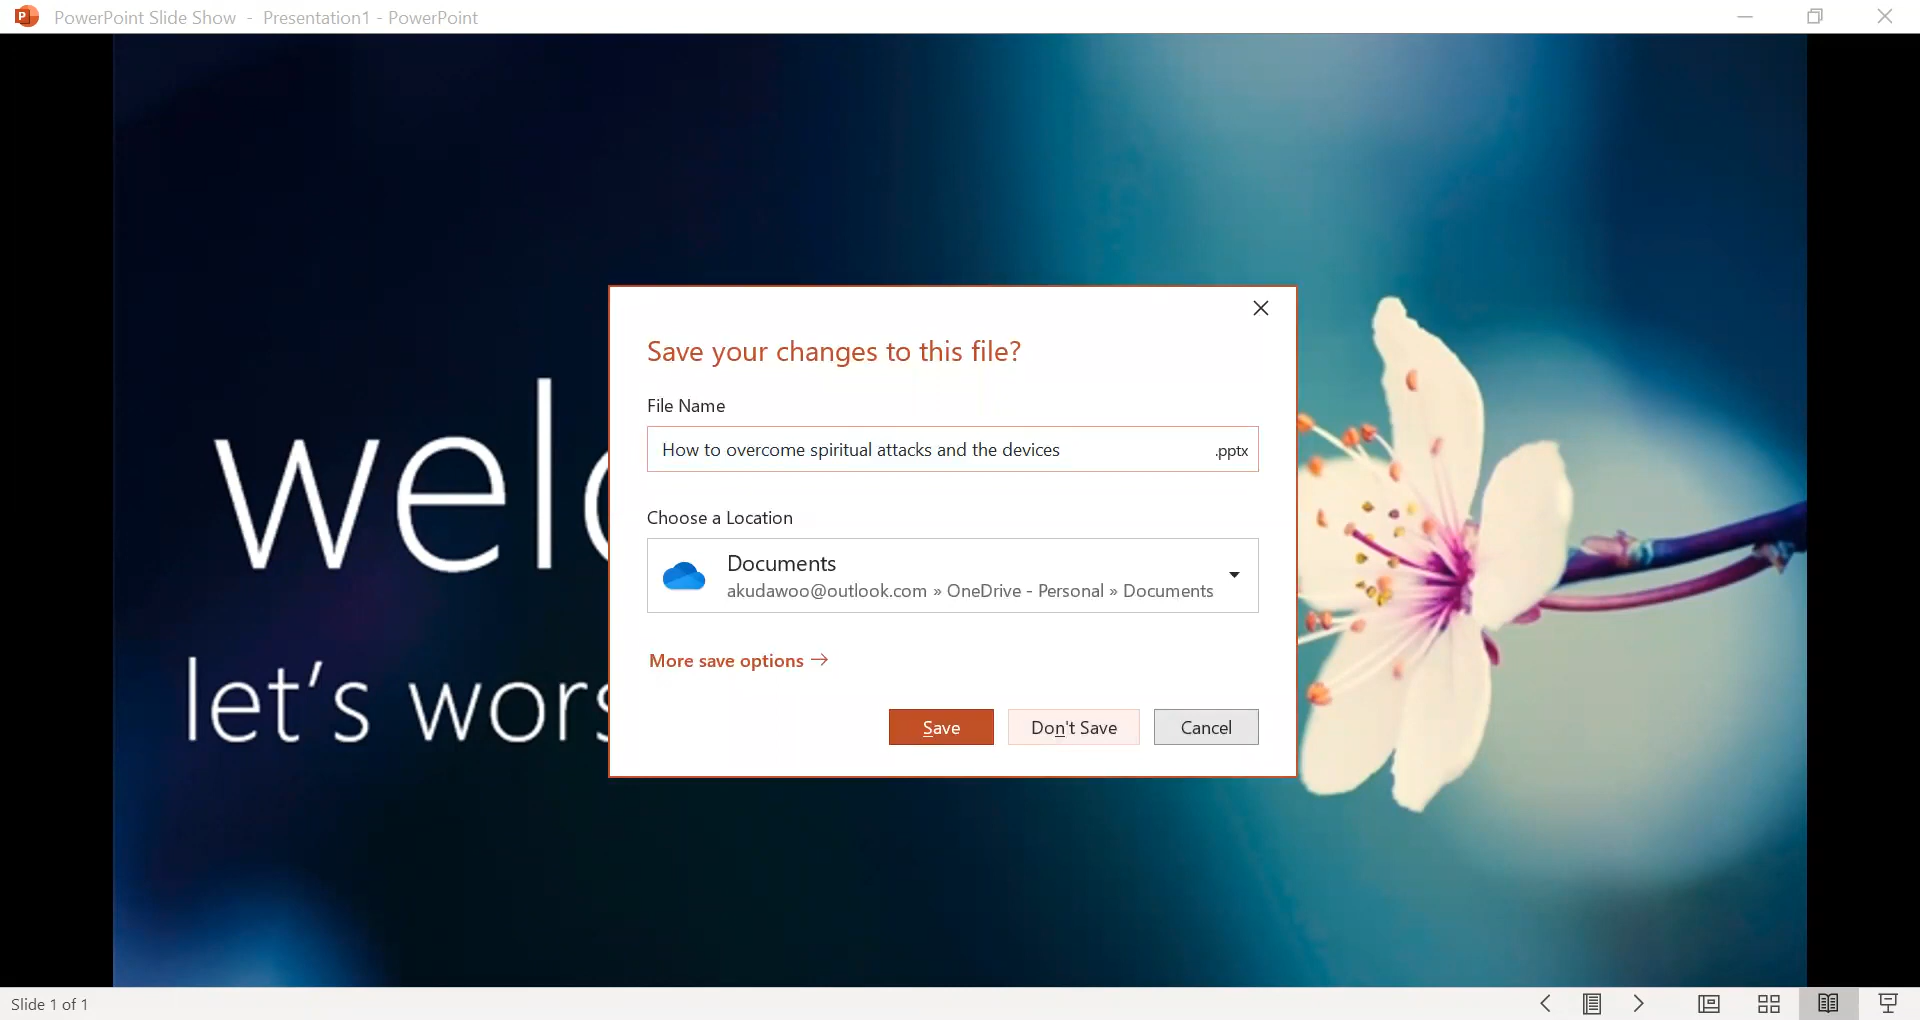 PowerPoint Slide Show - Presentation1 - PowerPoint
Save your changes to this file?
File Name
How to overcome spiritual attacks and the devices .pptx
Choose a Location
Documents
akudawoo@outlook.com » OneDrive - Personal » Documents
More save options →
Save Don't Save Cancel
let's
Slide 1 of 1